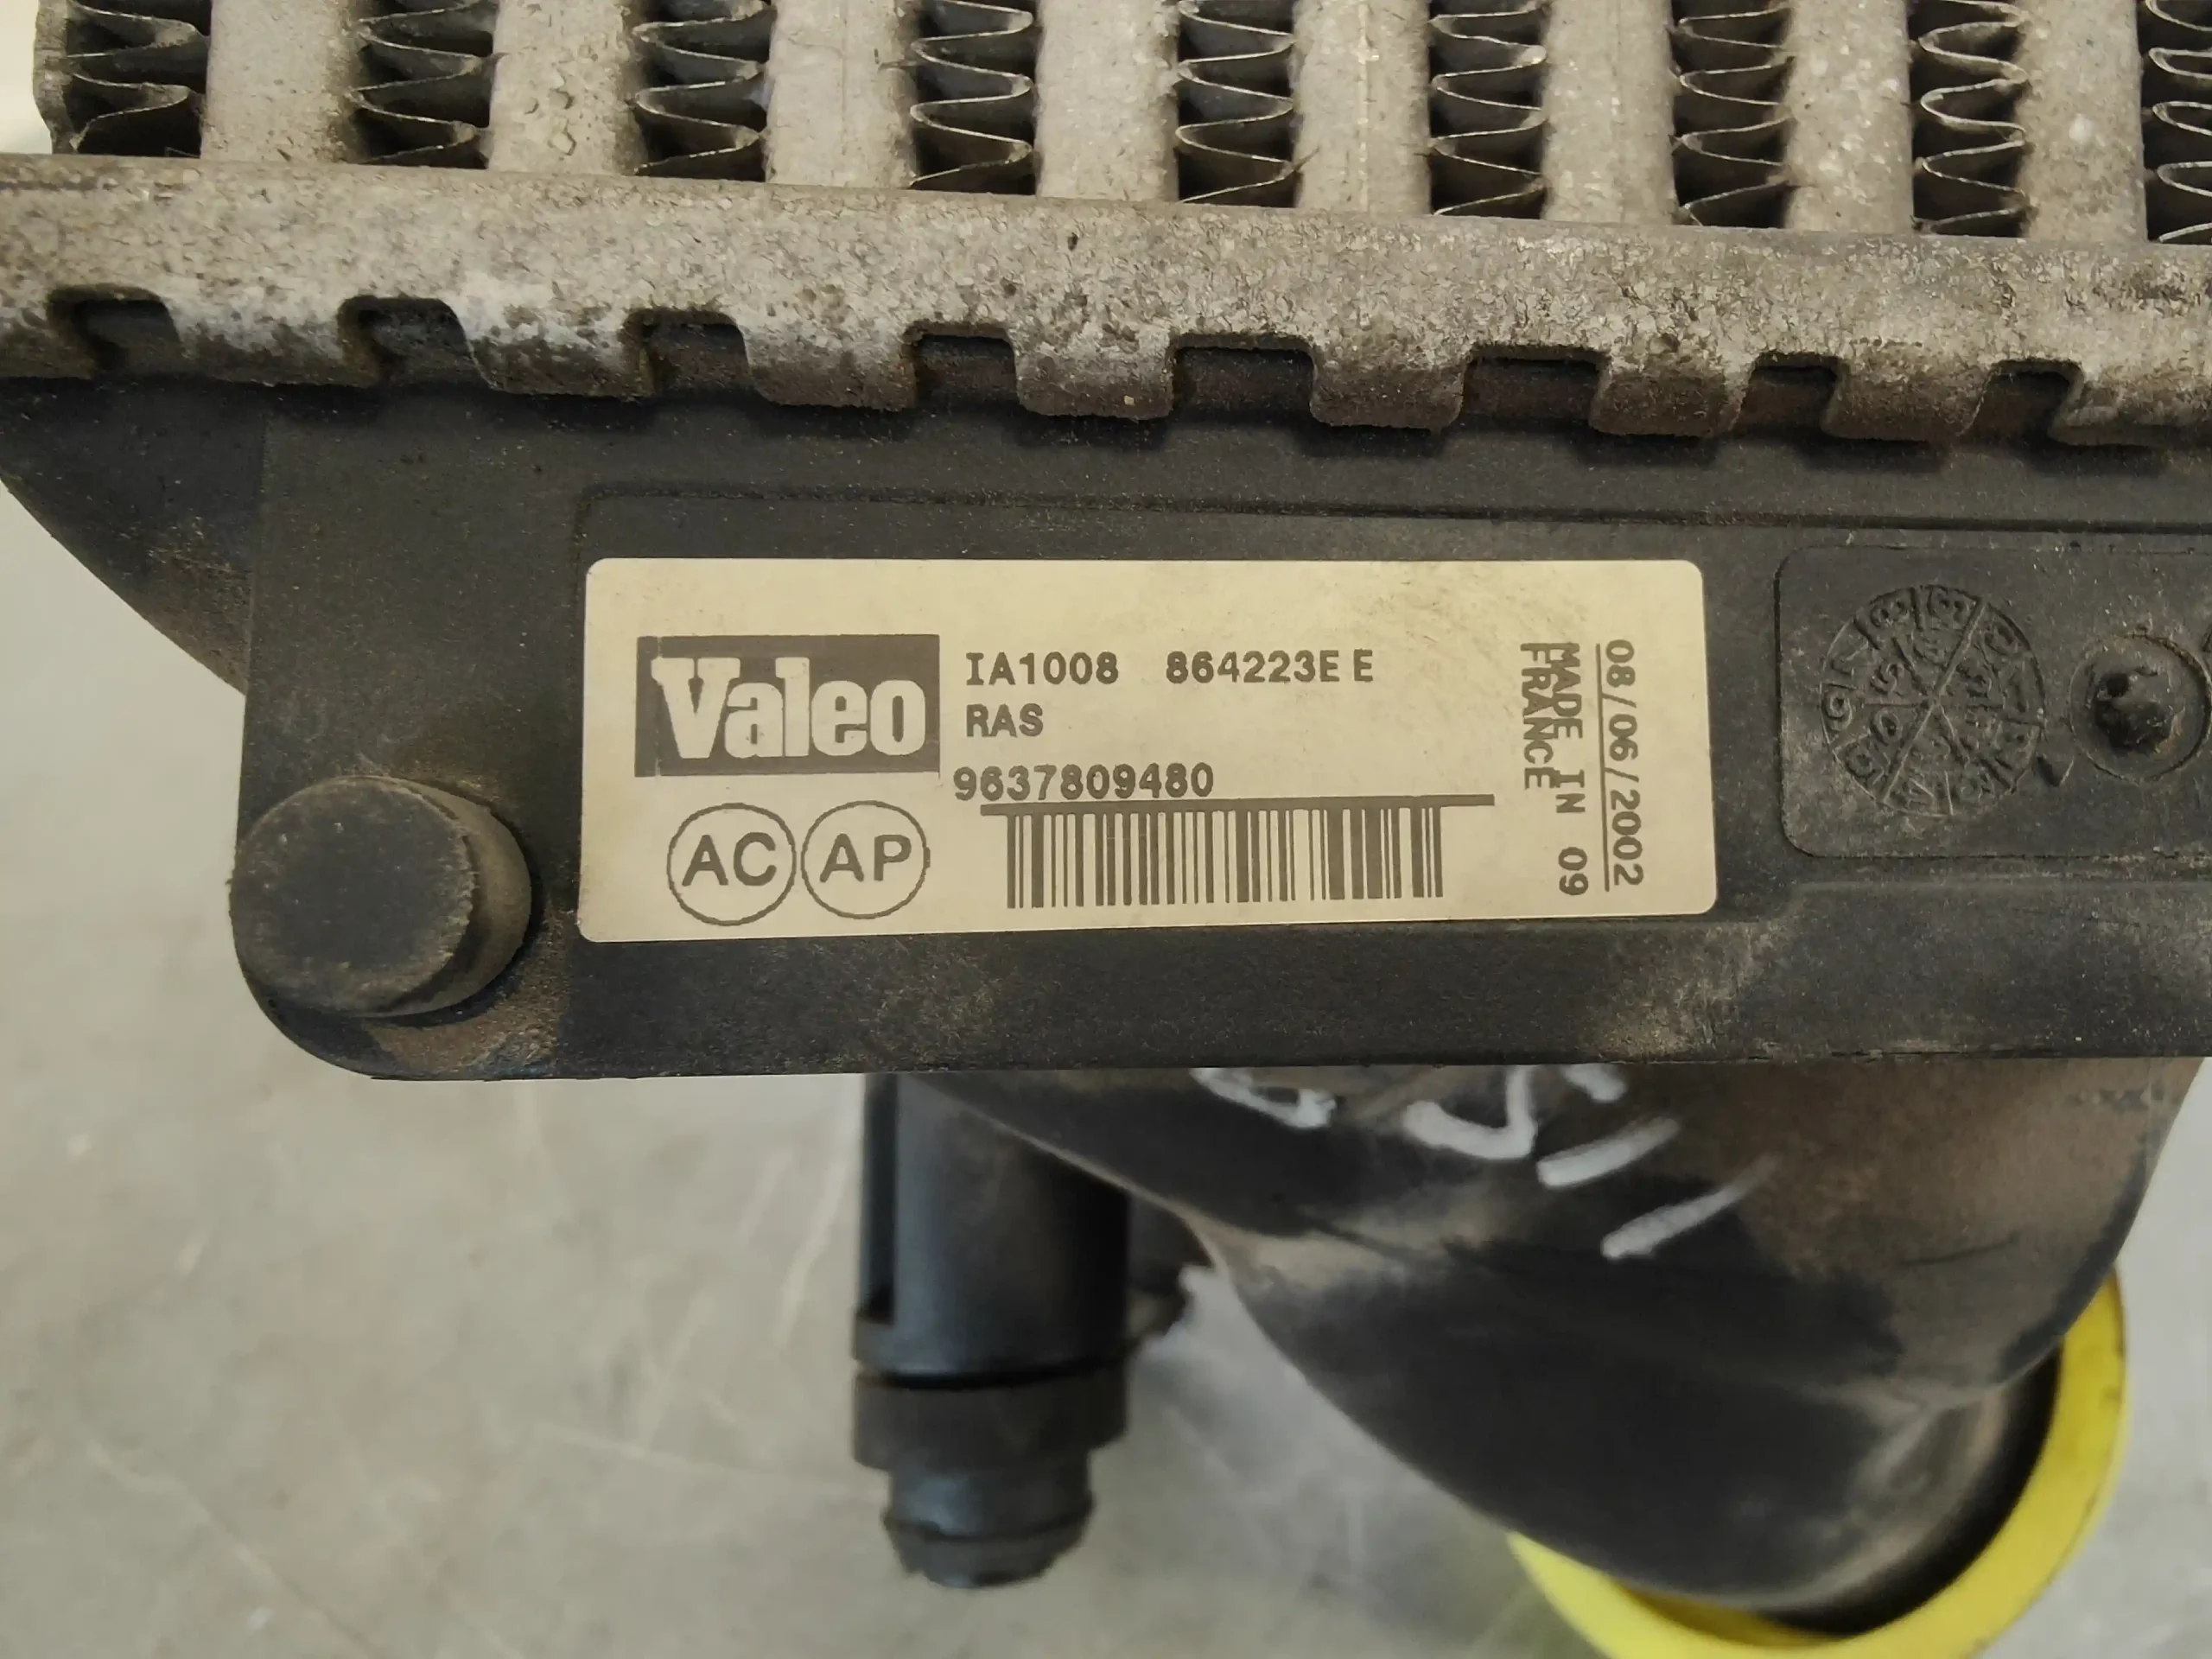 Valeo
IA1008 864223E E
RAS
9637809480
AC AP
MADE IN 09
FRANCE
08/06/2002